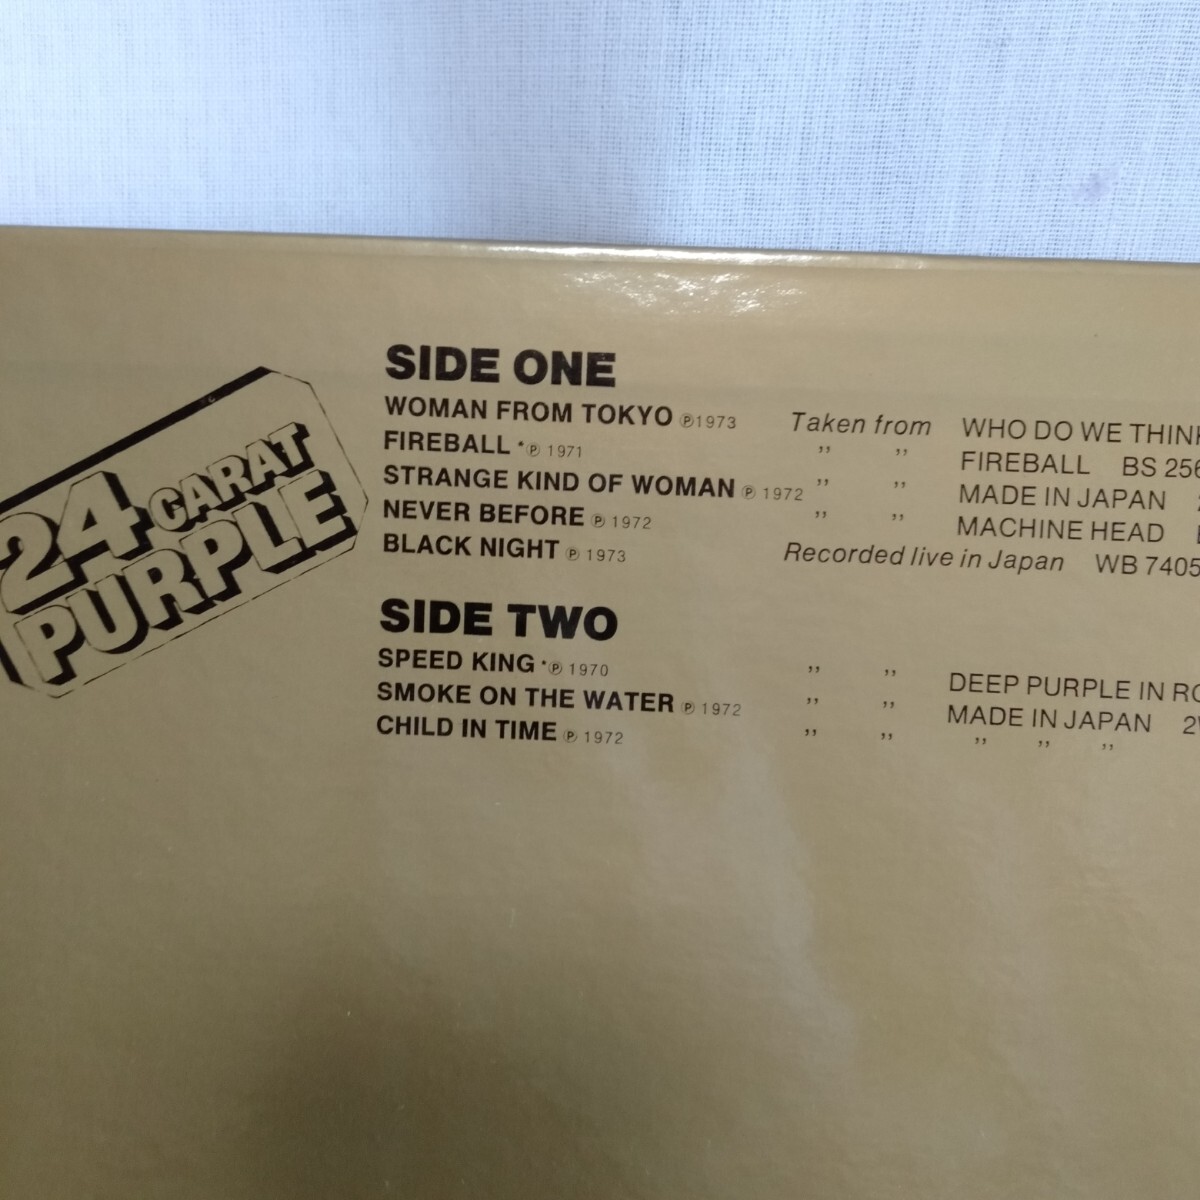 24 CARAT
PURPLE
SIDE ONE
WOMAN FROM TOKYO ℗1973 Taken from WHO DO WE THINK
FIREBALL *℗ 1971 " " FIREBALL BS 256
STRANGE KIND OF WOMAN ℗ 1972 " " MADE IN JAPAN
NEVER BEFORE ℗ 1972 " " MACHINE HEAD
BLACK NIGHT ℗ 1973 Recorded live in Japan WB 7405
SIDE TWO
SPEED KING *℗ 1970 " " DEEP PURPLE IN RO
SMOKE ON THE WATER ℗ 1972 " " MADE IN JAPAN 2
CHILD IN TIME ℗ 1972 " " " " "